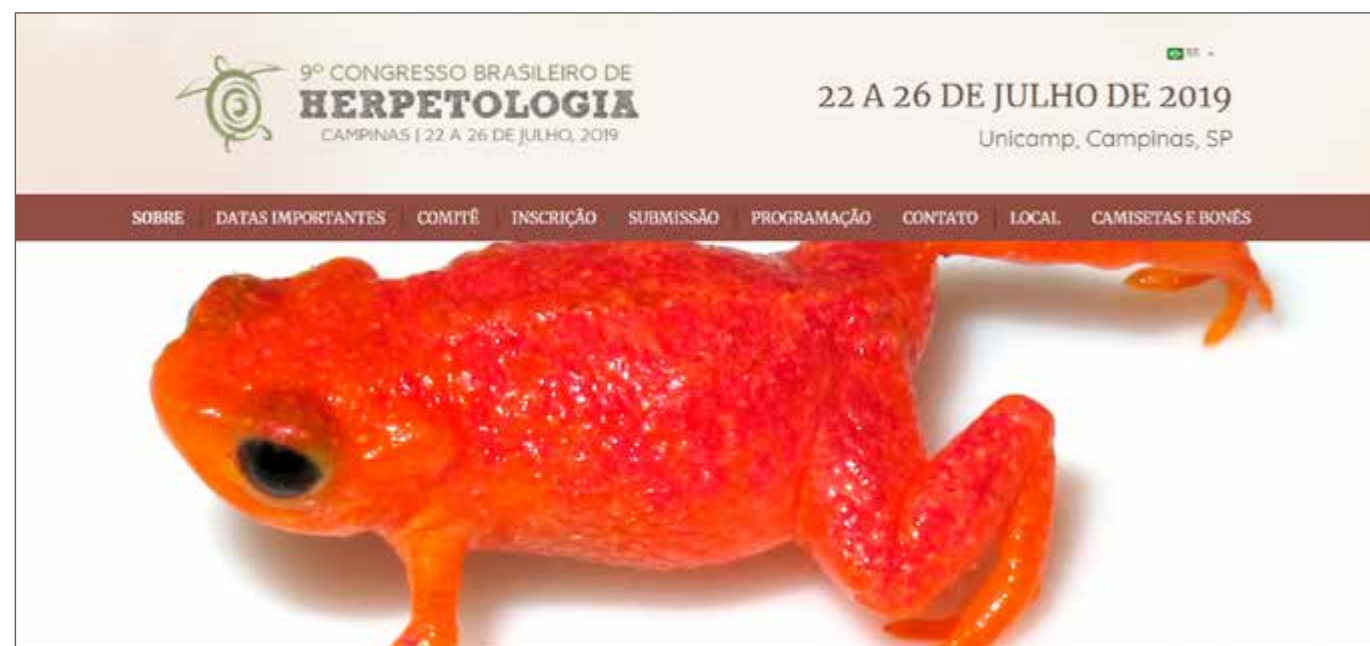 9º CONGRESSO BRASILEIRO DE
HERPETOLOGIA
CAMPINAS | 22 A 26 DE JULHO, 2019
BR
22 A 26 DE JULHO DE 2019
Unicamp, Campinas, SP
SOBRE DATAS IMPORTANTES COMITÊ INSCRIÇÃO SUBMISSÃO PROGRAMAÇÃO CONTATO LOCAL CAMISETAS E BONÉS